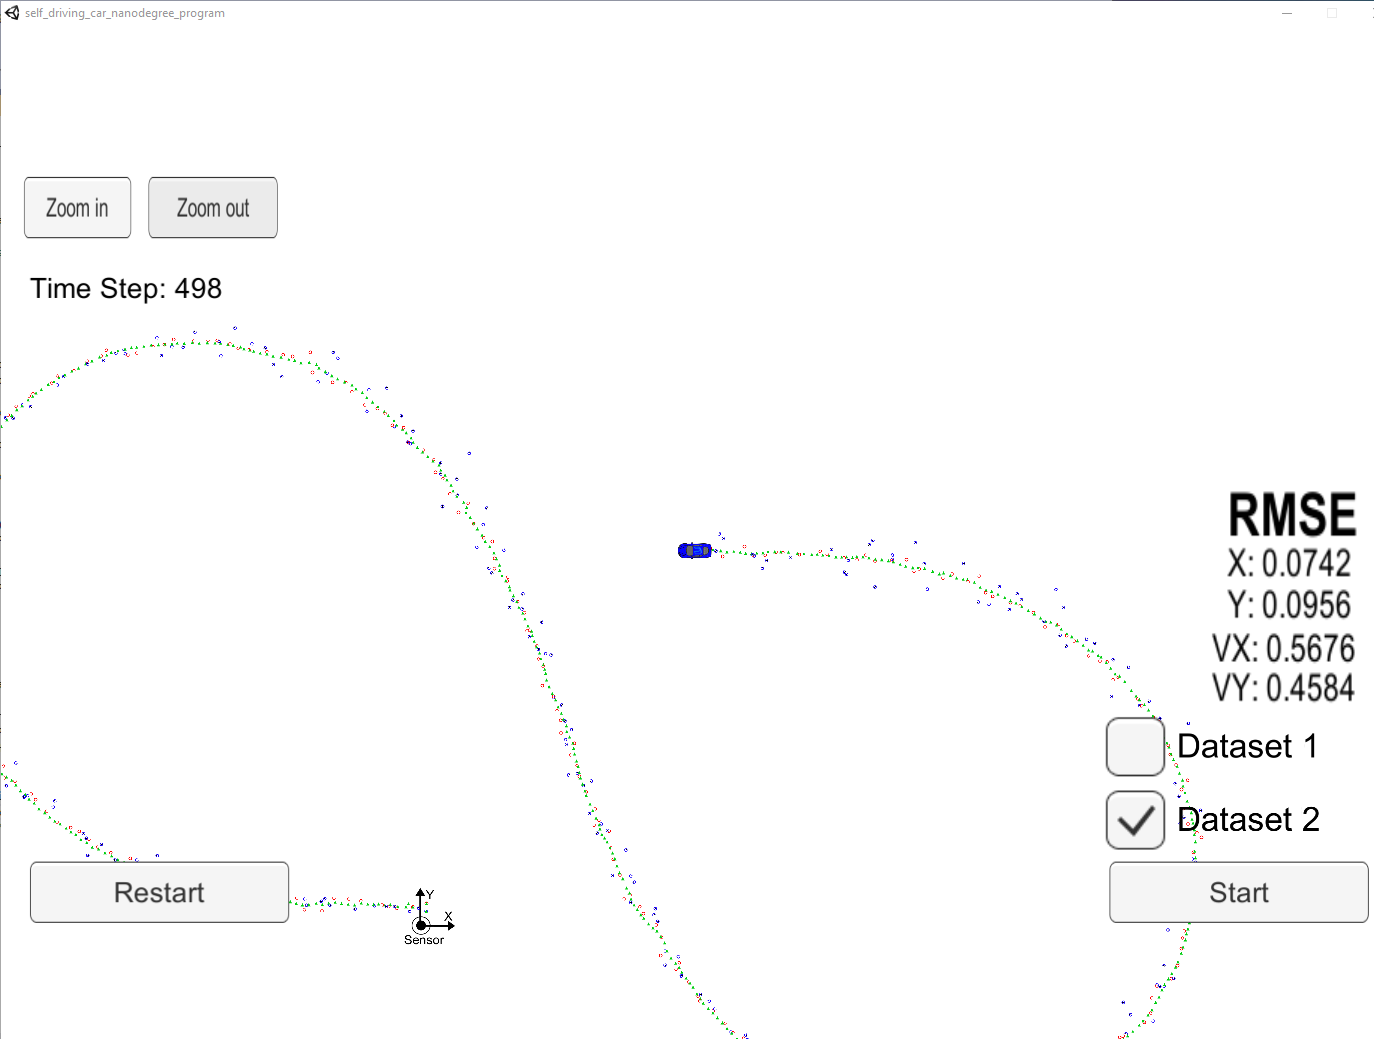 self_driving_car_nanodegree_program
Zoom in
Zoom out
Time Step: 498
RMSE
X: 0.0742
Y: 0.0956
VX: 0.5676
VY: 0.4584
Dataset 1
Dataset 2
Restart
Start
Y
X
Sensor